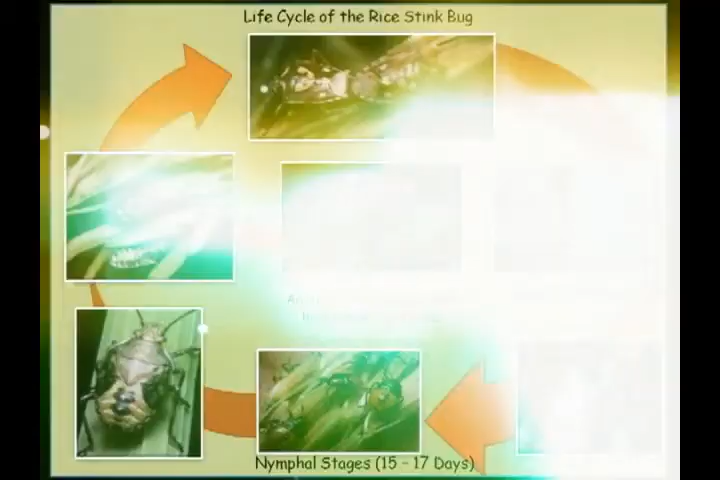 Life Cycle of the Rice Stink Bug
Nymphal Stages (15 - 17 Days)